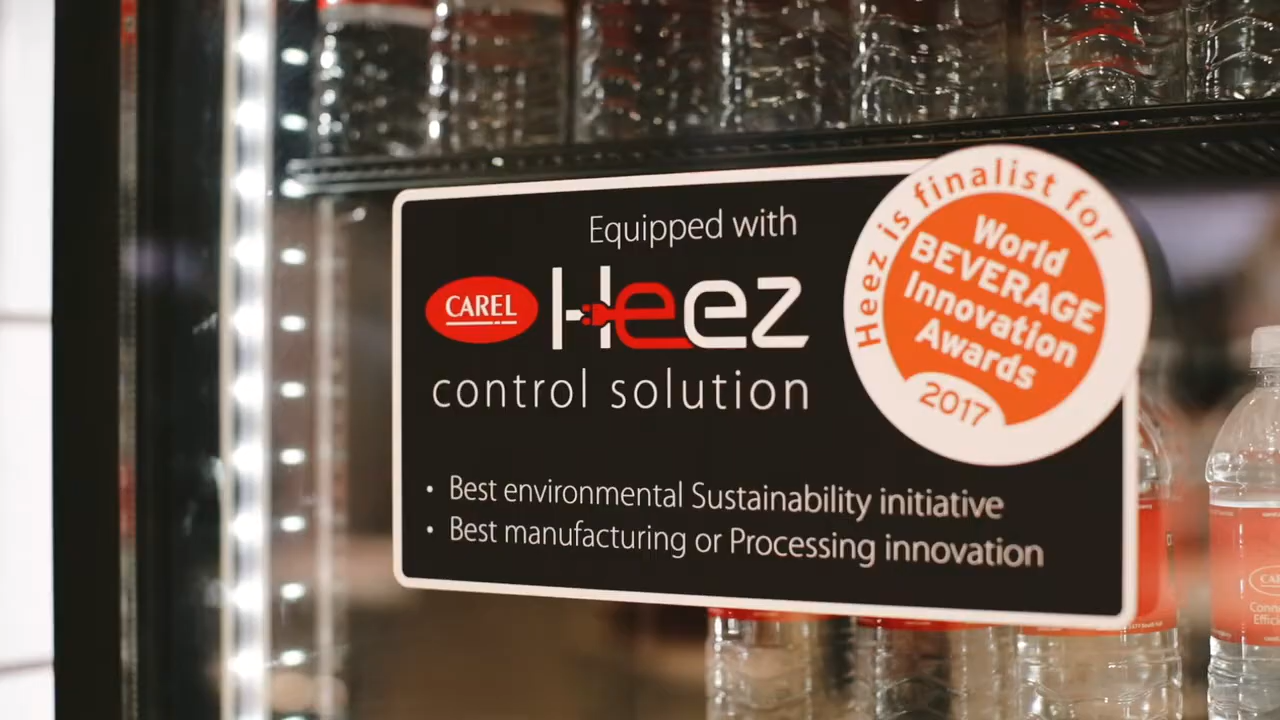 Equipped with
CAREL Heez
control solution
• Best environmental Sustainability initiative
• Best manufacturing or Processing innovation
Heez is finalist for
World
BEVERAGE
Innovation
Awards
2017